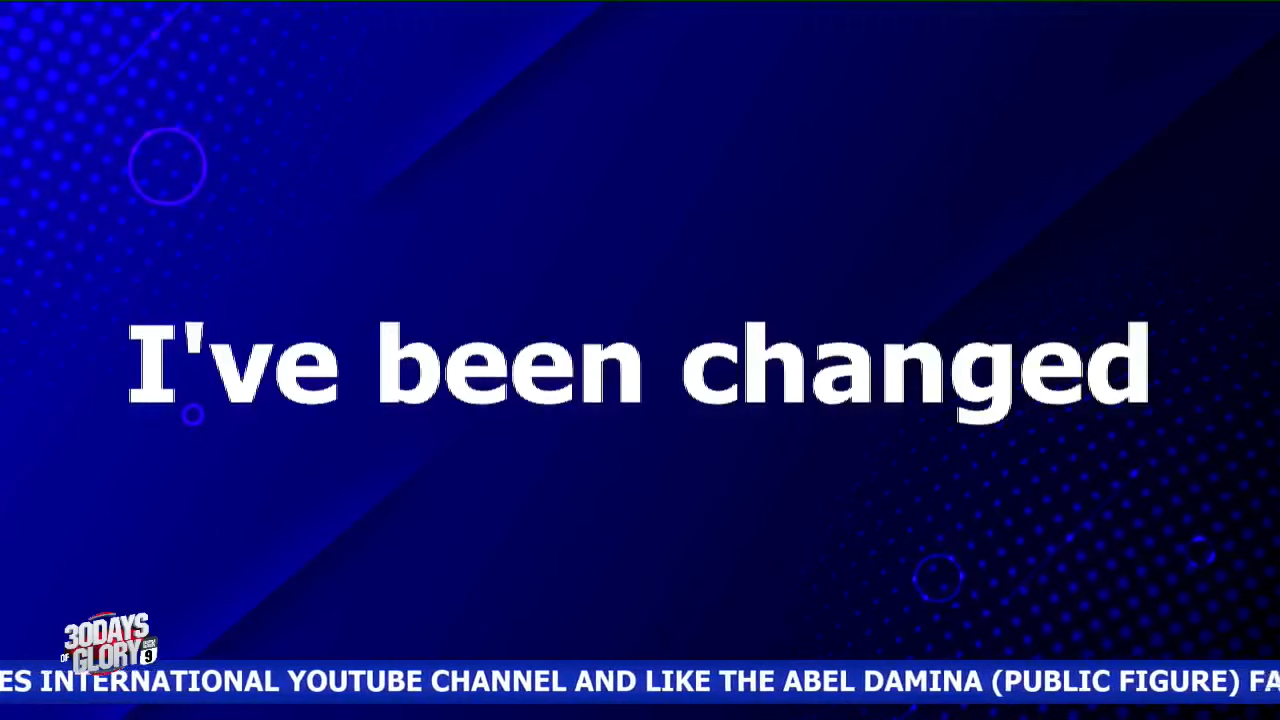 I've been changed
30DAYS
OF GLORY
9
ES INTERNATIONAL YOUTUBE CHANNEL AND LIKE THE ABEL DAMINA (PUBLIC FIGURE) FA